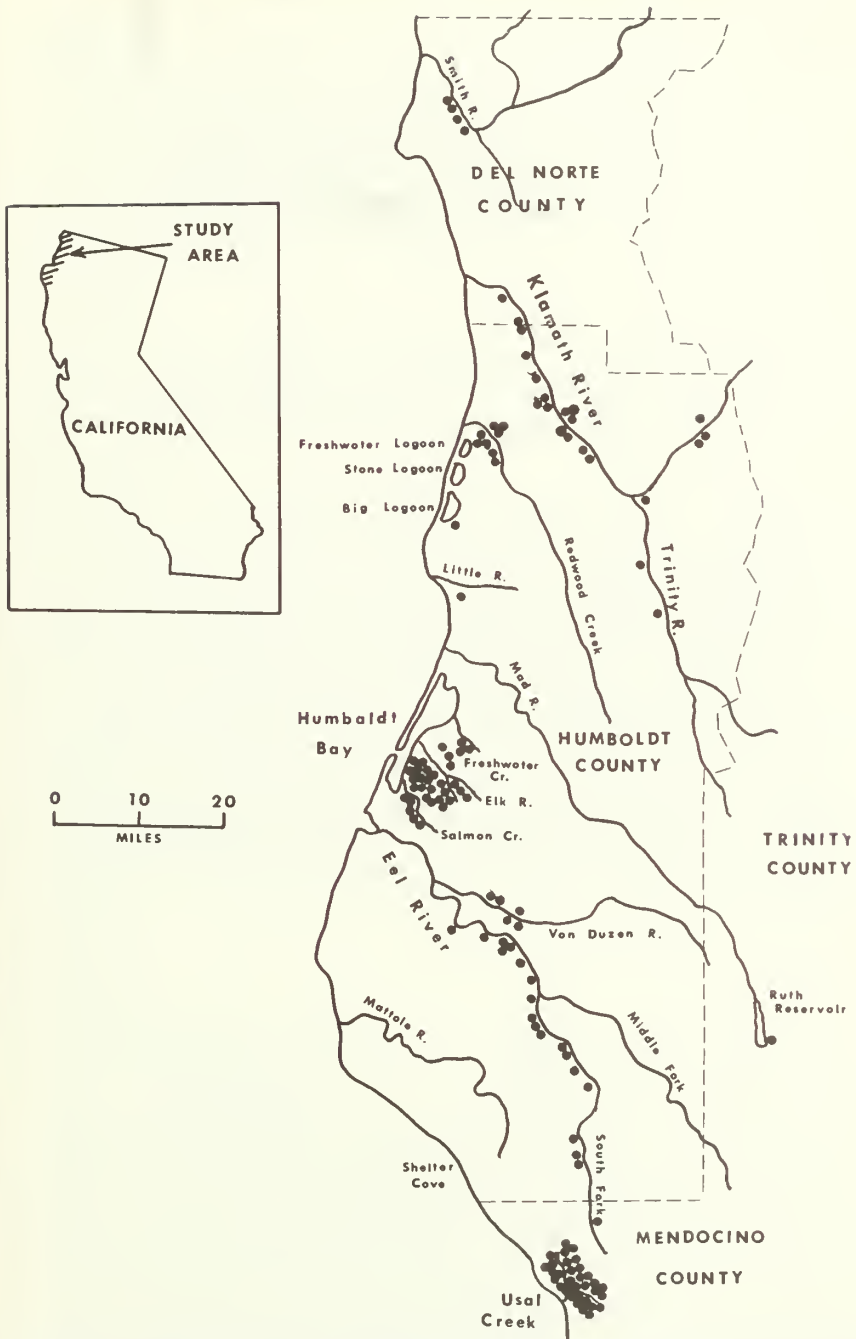 Smith R.
DEL NORTE
COUNTY
STUDY
AREA
CALIFORNIA
Klamath River
Freshwater Lagoon
Stone Lagoon
Big Lagoon
Redwood Creek
Trinity R.
Little R.
Mad R.
Humbaldt
Bay
HUMBOLDT
COUNTY
Freshwater
Cr.
Elk R.
Salmon Cr.
0 10 20
MILES
TRINITY
COUNTY
Eel River
Von Duzen R.
Ruth
Reservoir
Mattole R.
Middle Fork
South Fork
Shelter
Cove
MENDOCINO
COUNTY
Usal
Creek